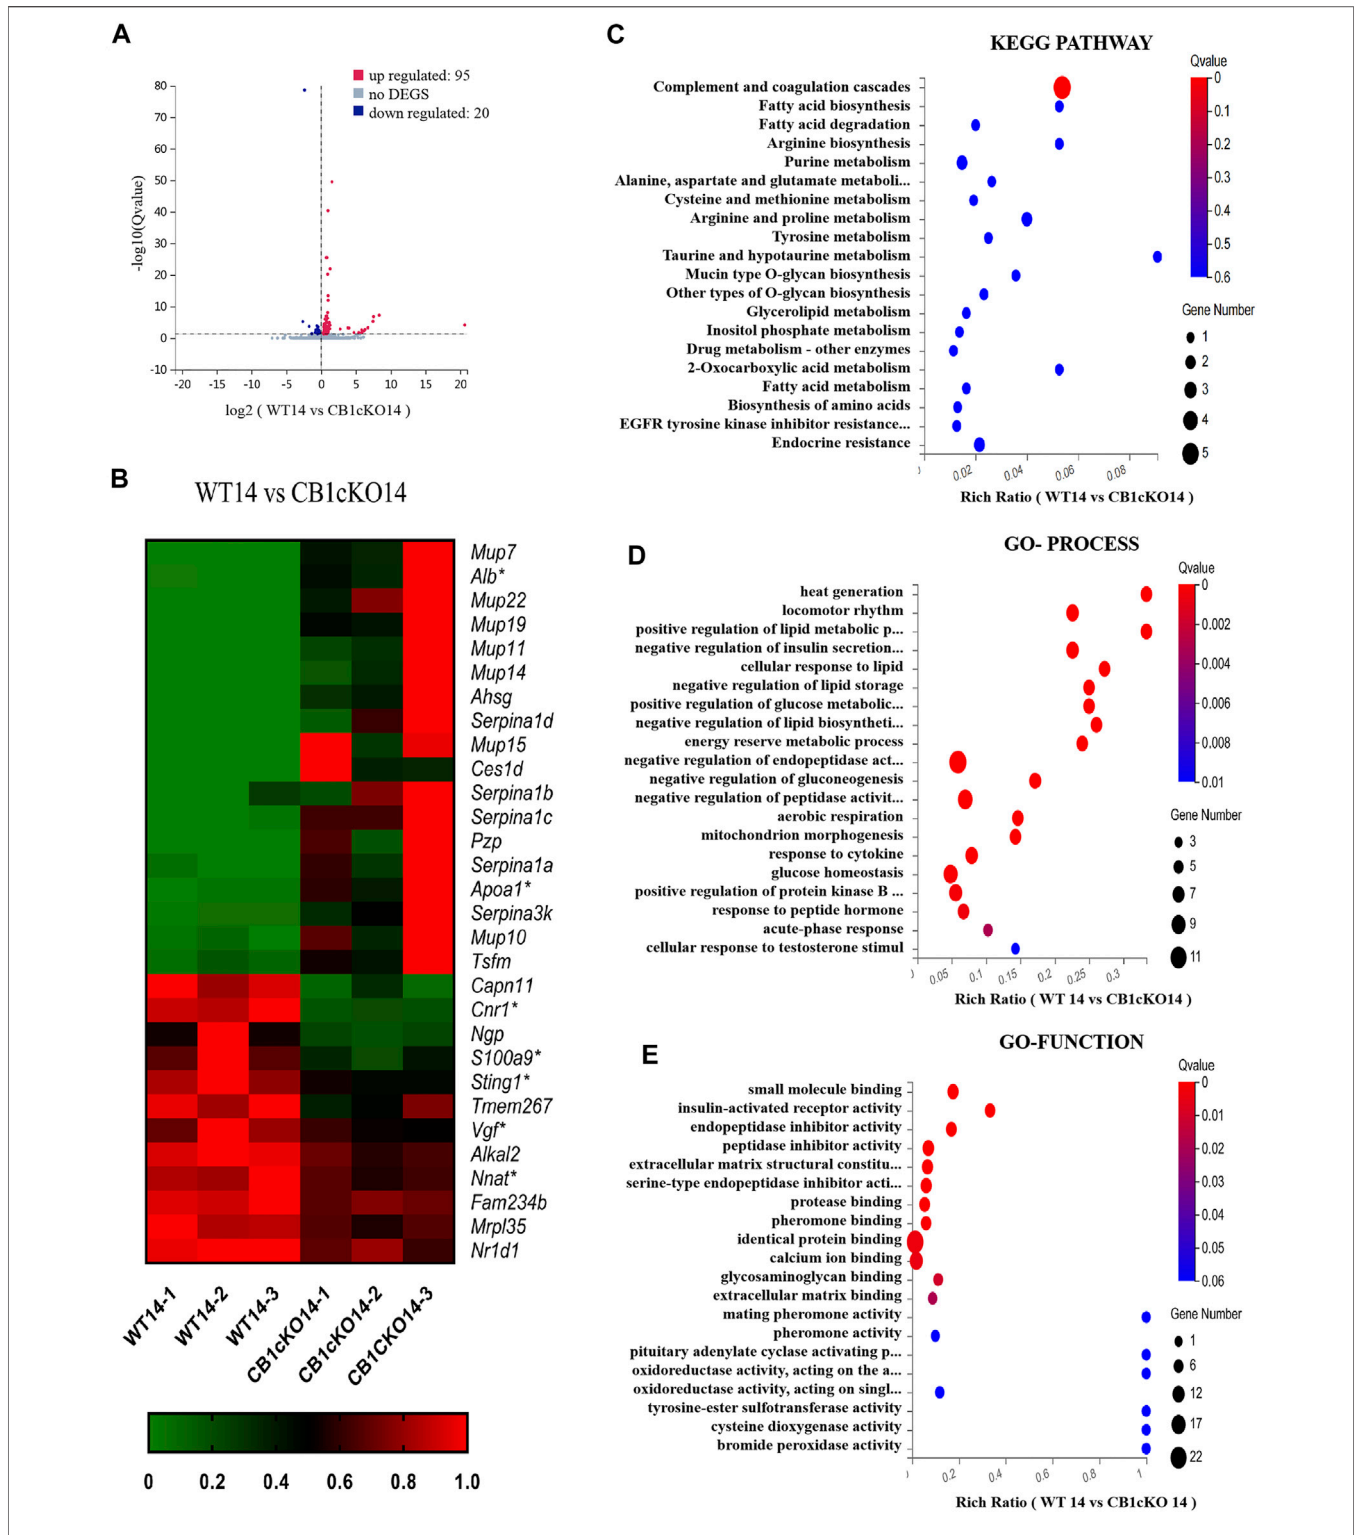 A
up regulated: 95
no DEGS
down regulated: 20
80
70
60
50
40
30
20
10
0
-10
-log10(Qvalue)
-20 -15 -10 -5 0 5 10 15 20
log2 ( WT14 vs CB1cKO14 )
B
WT14 vs CB1cKO14
Mup7
Alb*
Mup22
Mup19
Mup11
Mup14
Ahsg
Serpina1d
Mup15
Ces1d
Serpina1b
Serpina1c
Pzp
Serpina1a
Apoa1*
Serpina3k
Mup10
Tsfm
Capn11
Cnr1*
Ngp
S100a9*
Sting1*
Tmem267
Vgf*
Alkal2
Nnat*
Fam234b
Mrpl35
Nr1d1
WT14-1
WT14-2
WT14-3
CB1cKO14-1
CB1cKO14-2
CB1CKO14-3
0 0.2 0.4 0.6 0.8 1.0
C
KEGG PATHWAY
Complement and coagulation cascades
Fatty acid biosynthesis
Fatty acid degradation
Arginine biosynthesis
Purine metabolism
Alanine, aspartate and glutamate metaboli...
Cysteine and methionine metabolism
Arginine and proline metabolism
Tyrosine metabolism
Taurine and hypotaurine metabolism
Mucin type O-glycan biosynthesis
Other types of O-glycan biosynthesis
Glycerolipid metabolism
Inositol phosphate metabolism
Drug metabolism - other enzymes
2-Oxocarboxylic acid metabolism
Fatty acid metabolism
Biosynthesis of amino acids
EGFR tyrosine kinase inhibitor resistance...
Endocrine resistance
0.02 0.04 0.06 0.08
Rich Ratio ( WT14 vs CB1cKO14 )
Qvalue
0
0.1
0.2
0.3
0.4
0.5
0.6
Gene Number
1
2
3
4
5
D
GO- PROCESS
heat generation
locomotor rhythm
positive regulation of lipid metabolic p...
negative regulation of insulin secretion...
cellular response to lipid
negative regulation of lipid storage
positive regulation of glucose metabolic...
negative regulation of lipid biosyntheti...
energy reserve metabolic process
negative regulation of endopeptidase act...
negative regulation of gluconeogenesis
negative regulation of peptidase activit...
aerobic respiration
mitochondrion morphogenesis
response to cytokine
glucose homeostasis
positive regulation of protein kinase B ...
response to peptide hormone
acute-phase response
cellular response to testosterone stimul
0 0.05 0.1 0.15 0.2 0.25 0.3
Rich Ratio ( WT 14 vs CB1cKO14 )
Qvalue
0
0.002
0.004
0.006
0.008
0.01
Gene Number
3
5
7
9
11
E
GO-FUNCTION
small molecule binding
insulin-activated receptor activity
endopeptidase inhibitor activity
peptidase inhibitor activity
extracellular matrix structural constitu...
serine-type endopeptidase inhibitor acti...
protease binding
pheromone binding
identical protein binding
calcium ion binding
glycosaminoglycan binding
extracellular matrix binding
mating pheromone activity
pheromone activity
pituitary adenylate cyclase activating p...
oxidoreductase activity, acting on the a...
oxidoreductase activity, acting on singl...
tyrosine-ester sulfotransferase activity
cysteine dioxygenase activity
bromide peroxidase activity
0.2 0.4 0.6 0.8 1
Rich Ratio ( WT 14 vs CB1cKO 14 )
Qvalue
0
0.01
0.02
0.03
0.04
0.05
0.06
Gene Number
1
6
12
17
22